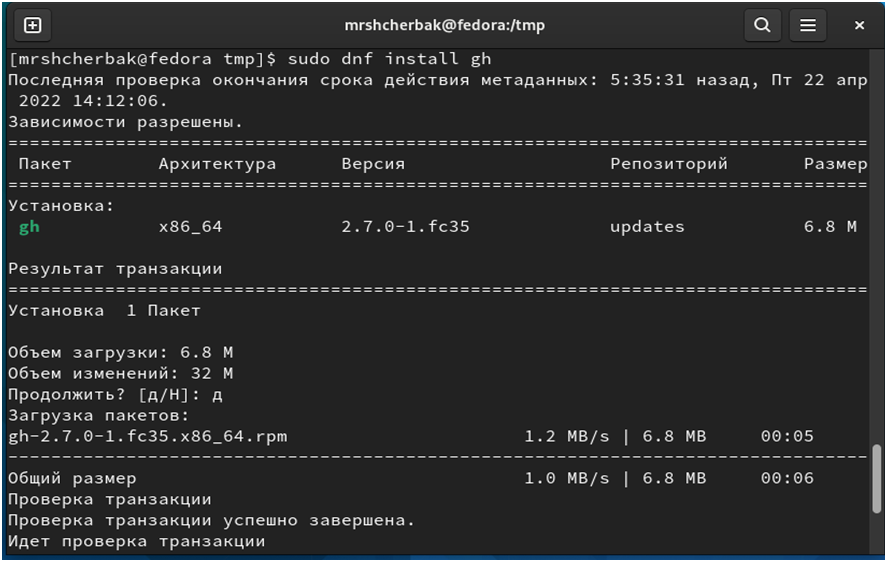 mrshcherbak@fedora:/tmp
[mrshcherbak@fedora tmp]$ sudo dnf install gh
Последняя проверка окончания срока действия метаданных: 5:35:31 назад, Пт 22 апр
2022 14:12:06.
Зависимости разрешены.
================================================================================
Пакет Архитектура Версия Репозиторий Размер
================================================================================
Установка:
gh x86_64 2.7.0-1.fc35 updates 6.8 M
Результат транзакции
================================================================================
Установка 1 Пакет
Объем загрузки: 6.8 M
Объем изменений: 32 M
Продолжить? [д/Н]: д
Загрузка пакетов:
gh-2.7.0-1.fc35.x86_64.rpm 1.2 MB/s | 6.8 MB 00:05
--------------------------------------------------------------------------------
Общий размер 1.0 MB/s | 6.8 MB 00:06
Проверка транзакции
Проверка транзакции успешно завершена.
Идет проверка транзакции